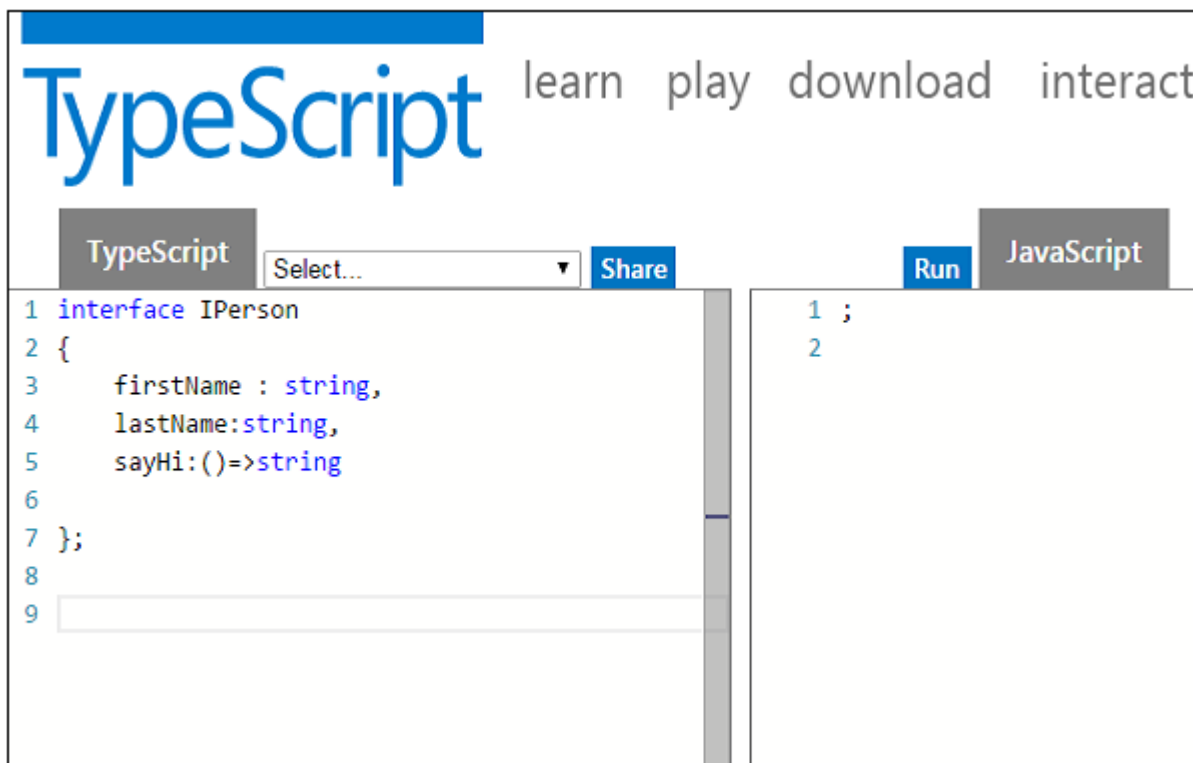 TypeScript learn play download interact
TypeScript Select... Share Run JavaScript
1 interface IPerson
2 {
3     firstName : string,
4     lastName:string,
5     sayHi:()=>string
6
7 };
8
9
1 ;
2